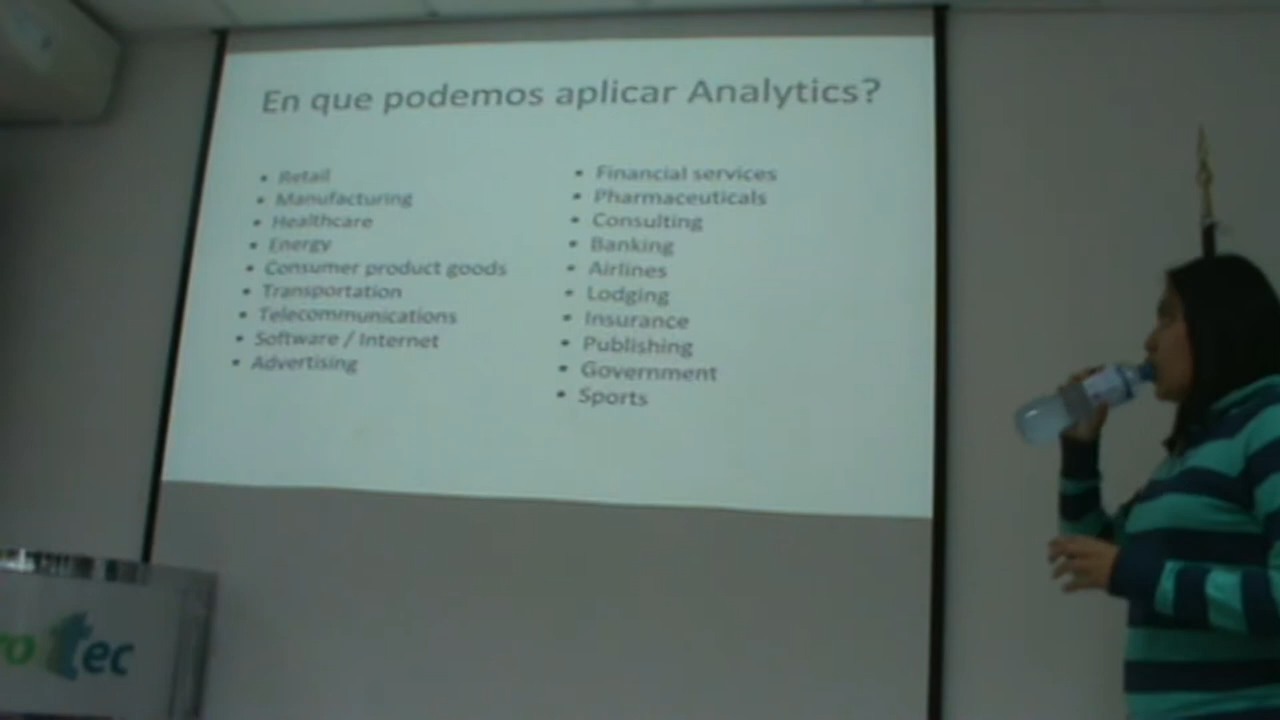 En que podemos aplicar Analytics?
• Retail
• Manufacturing
• Healthcare
• Energy
• Consumer product goods
• Transportation
• Telecommunications
• Software / Internet
• Advertising
• Financial services
• Pharmaceuticals
• Consulting
• Banking
• Airlines
• Lodging
• Insurance
• Publishing
• Government
• Sports
ro tec